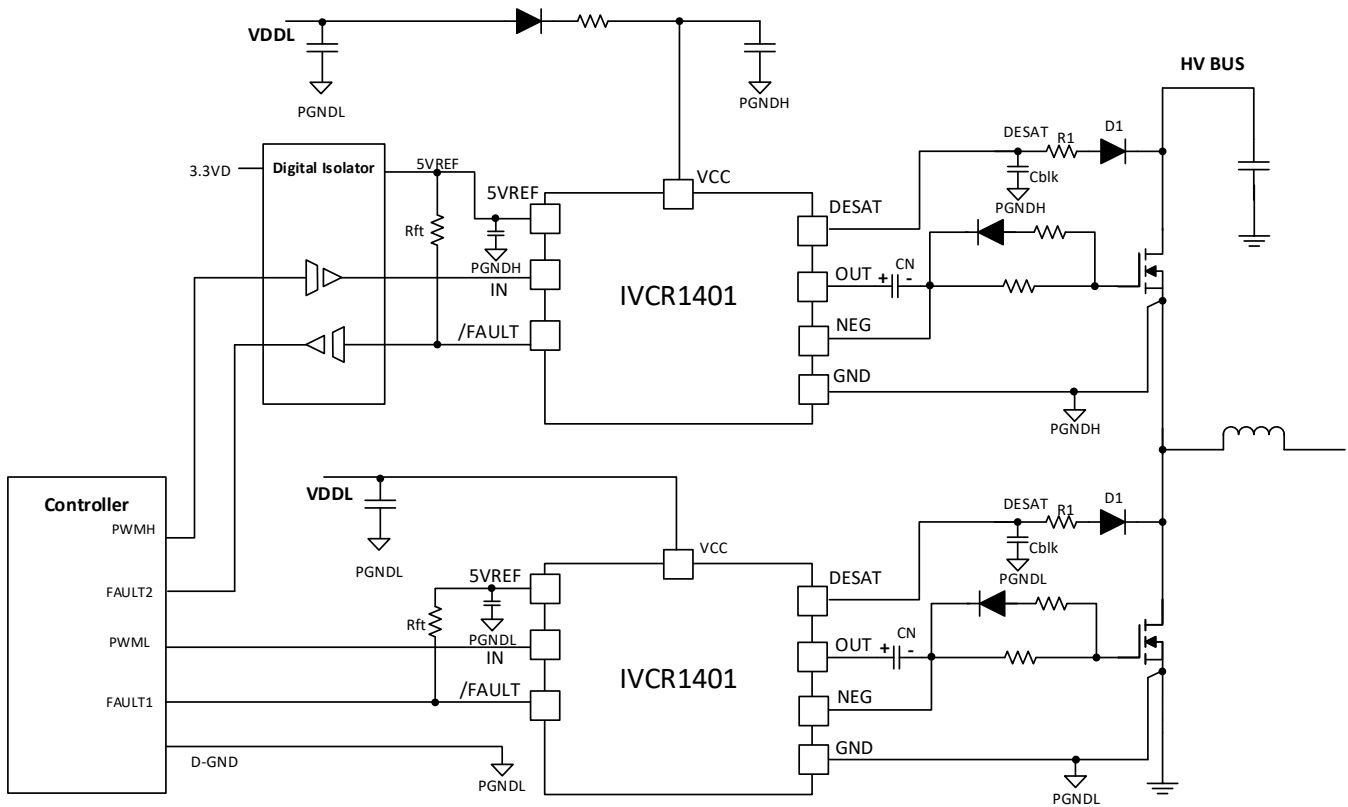 VDDL
PGNDL
PGNDH
HV BUS
3.3VD
Digital Isolator
5VREF
Rft
PGNDH
5VREF
IN
/FAULT
VCC
IVCR1401
DESAT
OUT
NEG
GND
DESAT
R1
D1
Cblk
PGNDH
+ CN -
PGNDH
Controller
PWMH
FAULT2
PWML
FAULT1
D-GND
PGNDL
VDDL
PGNDL
Rft
5VREF
PGNDL
IN
/FAULT
VCC
IVCR1401
DESAT
OUT
NEG
GND
DESAT
R1
D1
Cblk
PGNDL
+ CN -
PGNDL